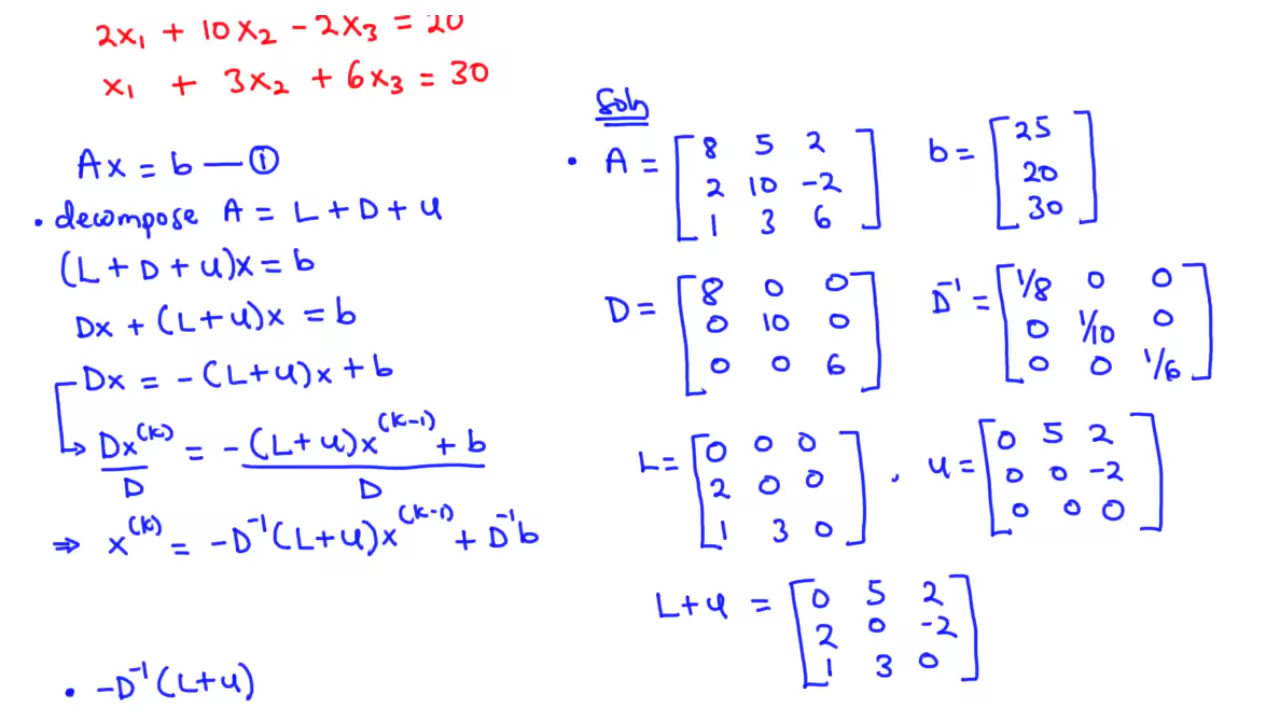 2x₁ + 10x₂ - 2x₃ = 20
x₁ + 3x₂ + 6x₃ = 30
Ax = b — ①
• decompose A = L + D + U
(L + D + U)x = b
Dx + (L+U)x = b
Dx = -(L+U)x + b
↳ Dx^(k)/D = (-(L+U)x^(k-1) + b)/D
⇒ x^(k) = -D⁻¹(L+U)x^(k-1) + D⁻¹b
• -D⁻¹(L+U)
Soln
• A = [8 5 2
2 10 -2
1 3 6]
b = [25
20
30]
D = [8 0 0
0 10 0
0 0 6]
D⁻¹ = [1/8 0 0
0 1/10 0
0 0 1/6]
L = [0 0 0
2 0 0
1 3 0] ,
U = [0 5 2
0 0 -2
0 0 0]
L+U = [0 5 2
2 0 -2
1 3 0]